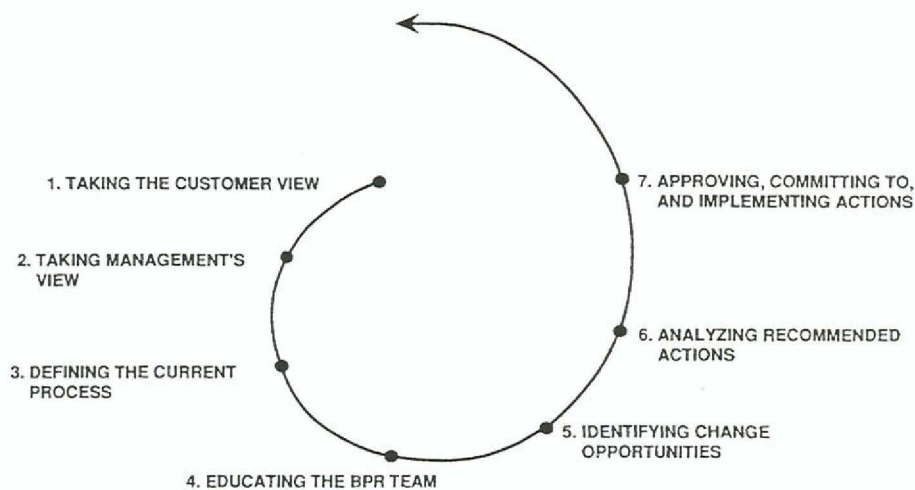 1. TAKING THE CUSTOMER VIEW
2. TAKING MANAGEMENT'S
VIEW
3. DEFINING THE CURRENT
PROCESS
4. EDUCATING THE BPR TEAM
5. IDENTIFYING CHANGE
OPPORTUNITIES
6. ANALYZING RECOMMENDED
ACTIONS
7. APPROVING, COMMITTING TO,
AND IMPLEMENTING ACTIONS